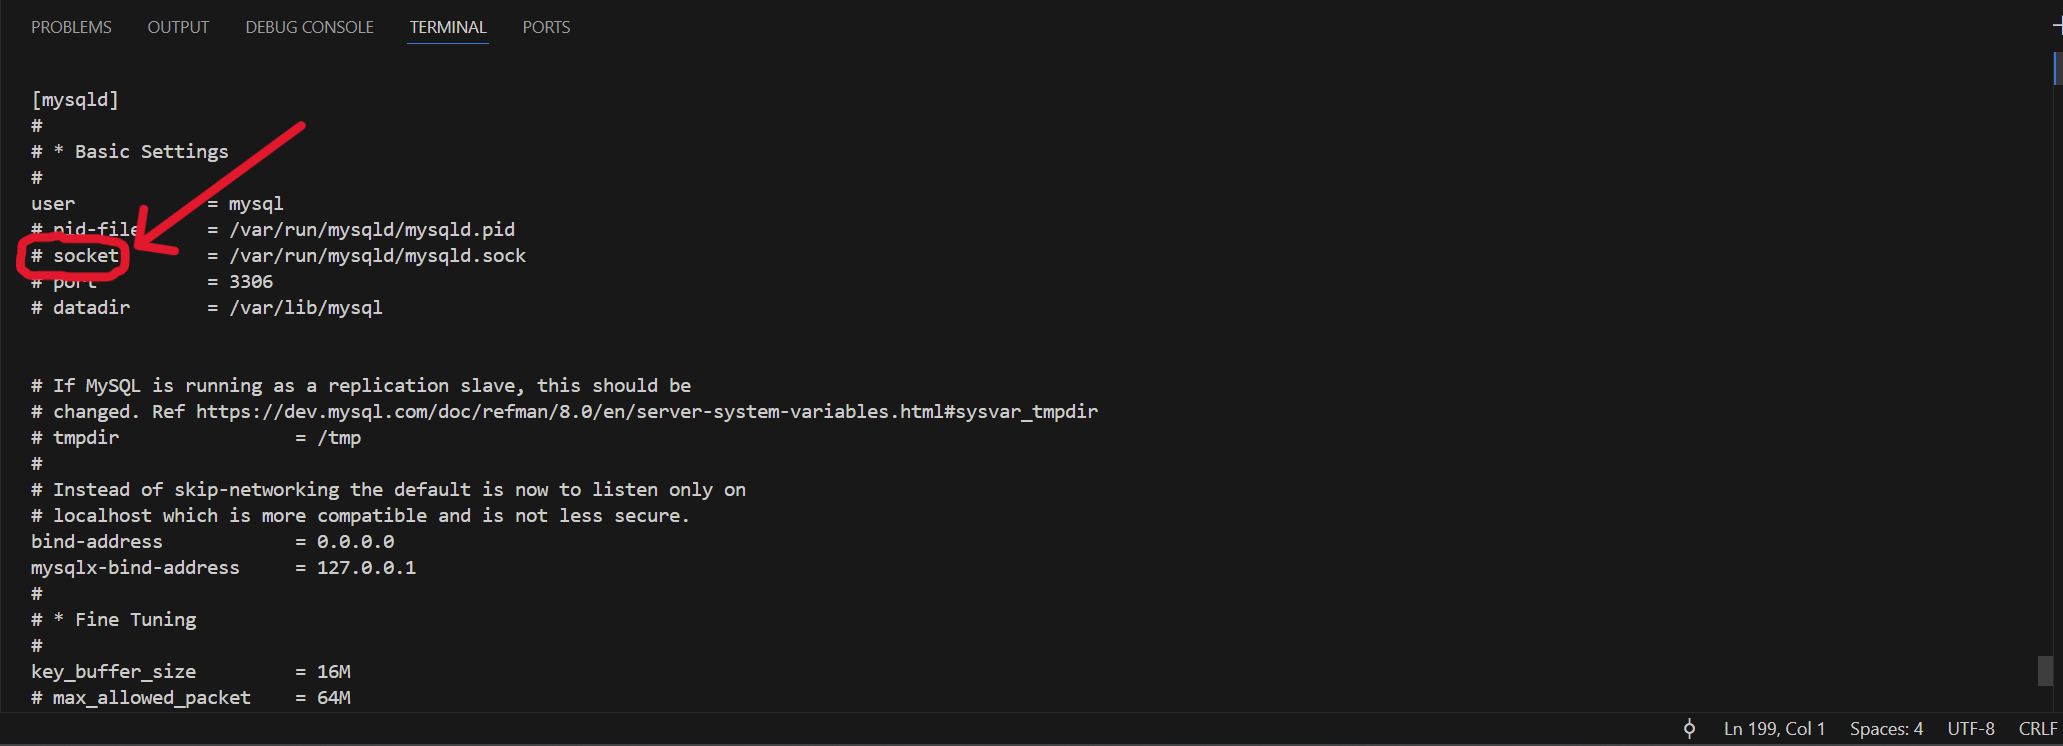 PROBLEMS OUTPUT DEBUG CONSOLE TERMINAL PORTS
[mysqld]
#
# * Basic Settings
#
user            = mysql
# pid-file      = /var/run/mysqld/mysqld.pid
# socket        = /var/run/mysqld/mysqld.sock
# port          = 3306
# datadir       = /var/lib/mysql
# If MySQL is running as a replication slave, this should be
# changed. Ref https://dev.mysql.com/doc/refman/8.0/en/server-system-variables.html#sysvar_tmpdir
# tmpdir                = /tmp
#
# Instead of skip-networking the default is now to listen only on
# localhost which is more compatible and is not less secure.
bind-address            = 0.0.0.0
mysqlx-bind-address     = 127.0.0.1
#
# * Fine Tuning
#
key_buffer_size         = 16M
# max_allowed_packet    = 64M
Ln 199, Col 1 Spaces: 4 UTF-8 CRLF